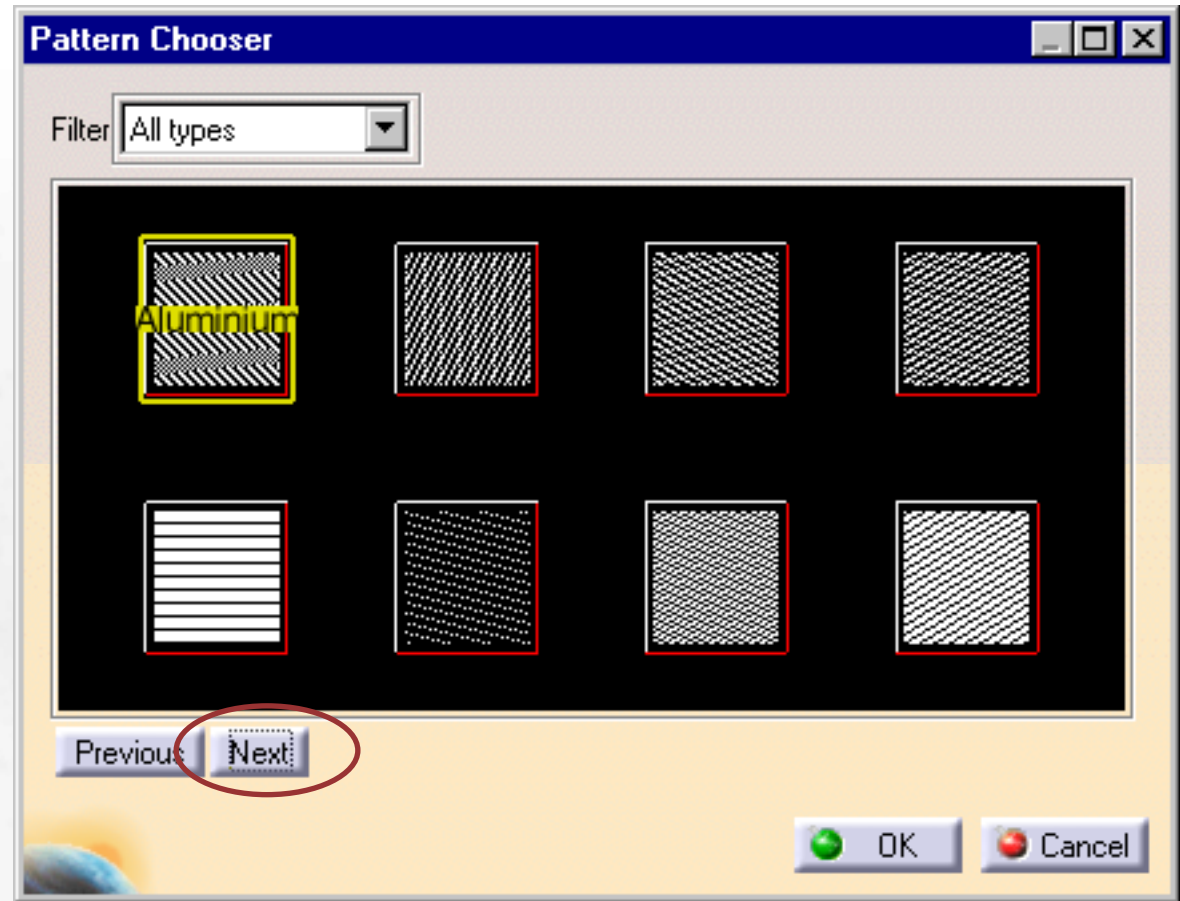 Pattern Chooser
Filter All types
Aluminium
Previous Next
OK Cancel